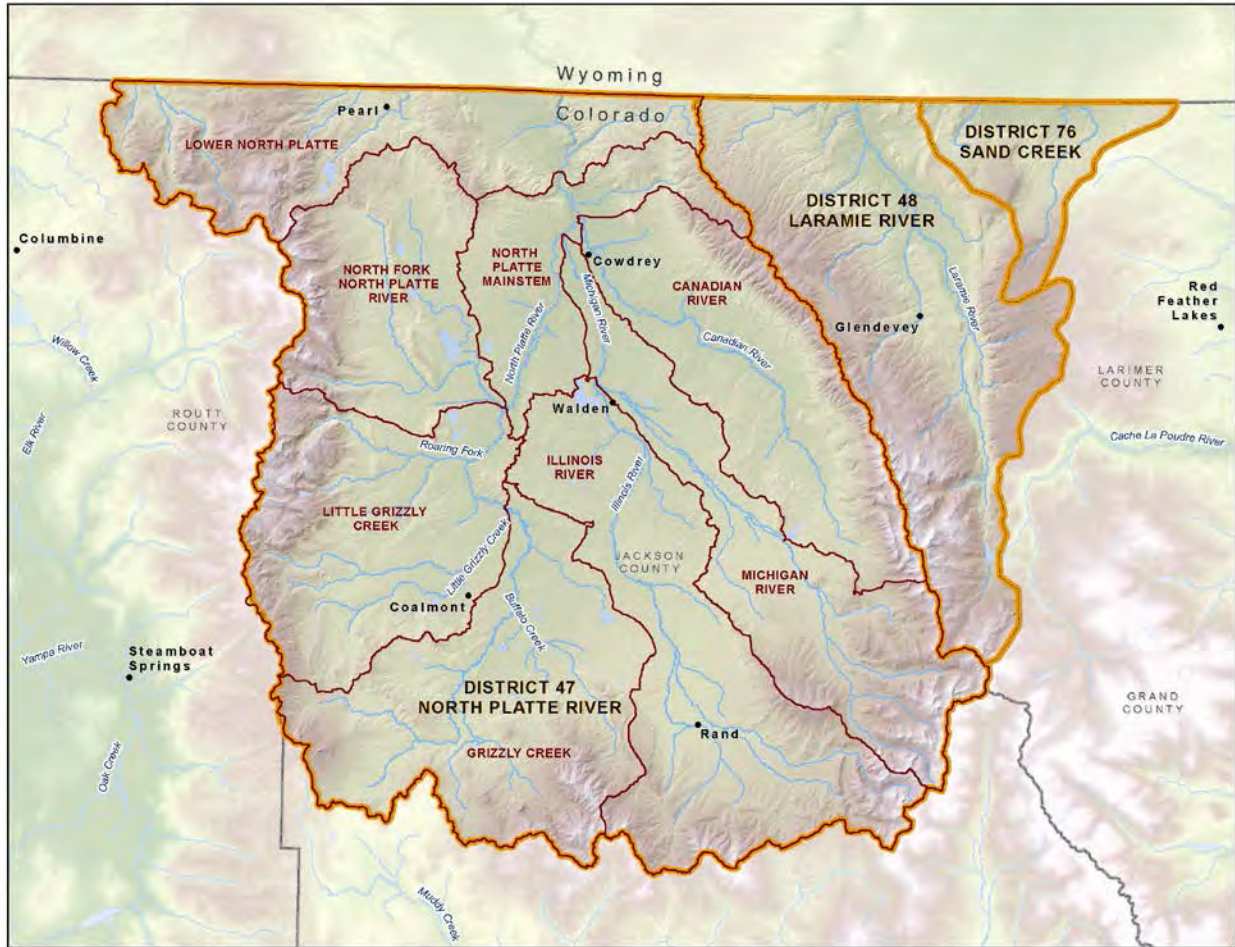 Wyoming
Colorado
Pearl
LOWER NORTH PLATTE
DISTRICT 76
SAND CREEK
DISTRICT 48
LARAMIE RIVER
Columbine
NORTH FORK
NORTH PLATTE
RIVER
NORTH
PLATTE
MAINSTEM
Cowdrey
Michigan River
CANADIAN
RIVER
Laramie River
Red
Feather
Lakes
Glendevey
North Platte River
Canadian River
Willow Creek
LARIMER
COUNTY
ROUTT
COUNTY
Walden
Elk River
Roaring Fork
Cache La Poudre River
ILLINOIS
RIVER
Illinois River
LITTLE GRIZZLY
CREEK
Little Grizzly Creek
JACKSON
COUNTY
MICHIGAN
RIVER
Coalmont
Buffalo Creek
Yampa River
Steamboat
Springs
DISTRICT 47
NORTH PLATTE RIVER
GRAND
COUNTY
Rand
GRIZZLY CREEK
Oak Creek
Muddy Creek